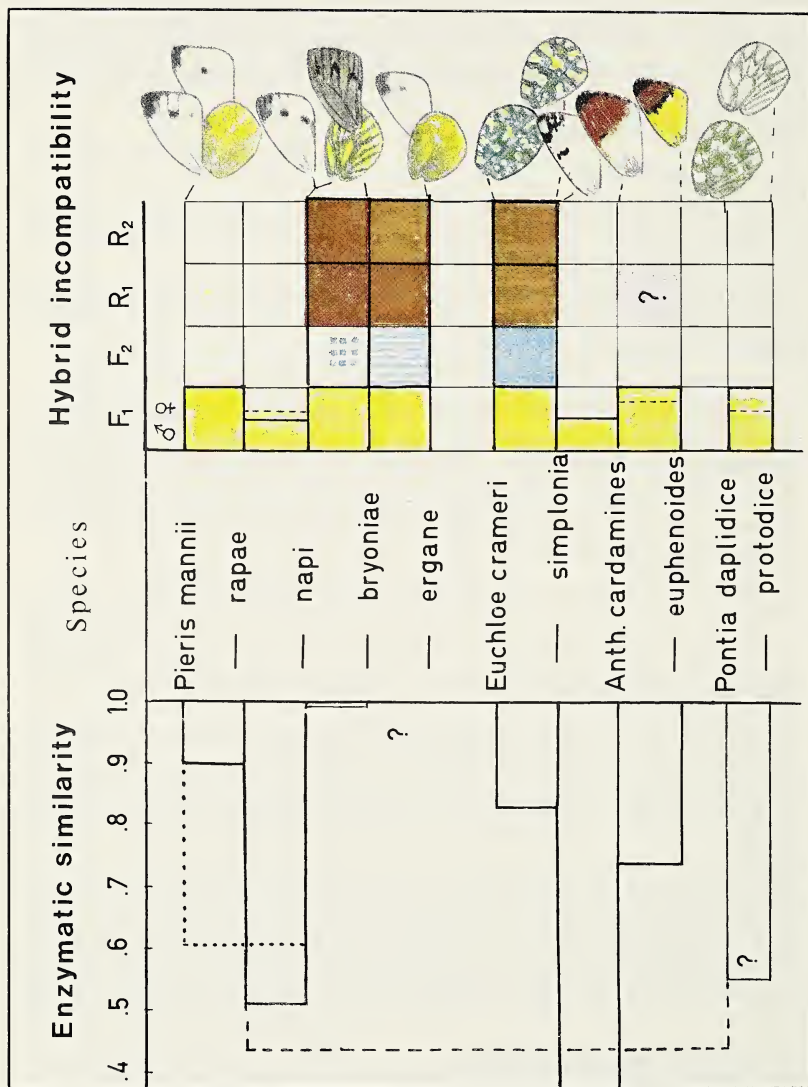 Hybrid incompatibility
R₂
R₁
?
F₂
F₁
♂ ♀
Species
Pieris mannii
— rapae
— napi
— bryoniae
— ergane
Euchloe crameri
— simplonia
Anth. cardamines
— euphenoides
Pontia daplidice
— protodice
Enzymatic similarity
1.0
.9
.8
.7
.6
.5
.4
?
?